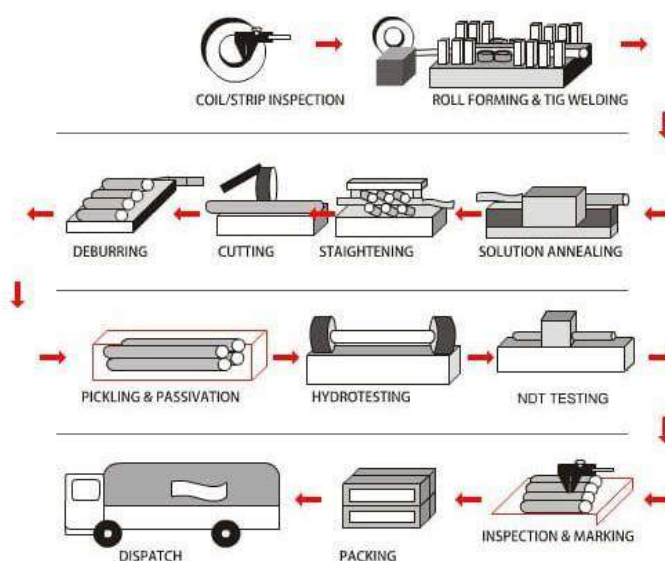 COIL/STRIP INSPECTION
ROLL FORMING & TIG WELDING
DEBURRING
CUTTING
STAIGHTENING
SOLUTION ANNEALING
PICKLING & PASSIVATION
HYDROTESTING
NDT TESTING
DISPATCH
PACKING
INSPECTION & MARKING